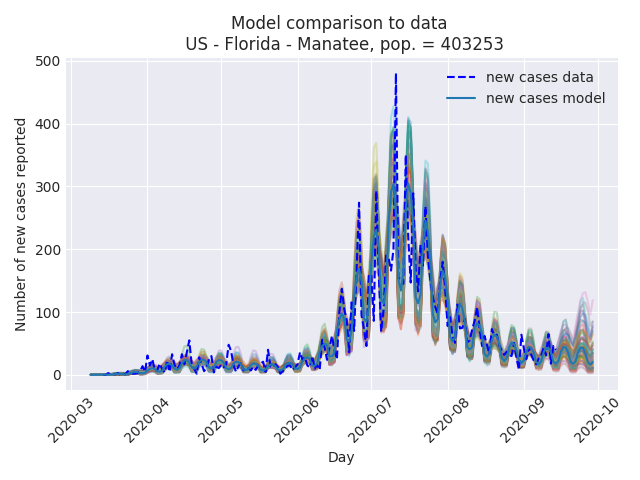 Model comparison to data
US - Florida - Manatee, pop. = 403253
new cases data
new cases model
Number of new cases reported
500
400
300
200
100
0
2020-03
2020-04
2020-05
2020-06
2020-07
2020-08
2020-09
2020-10
Day